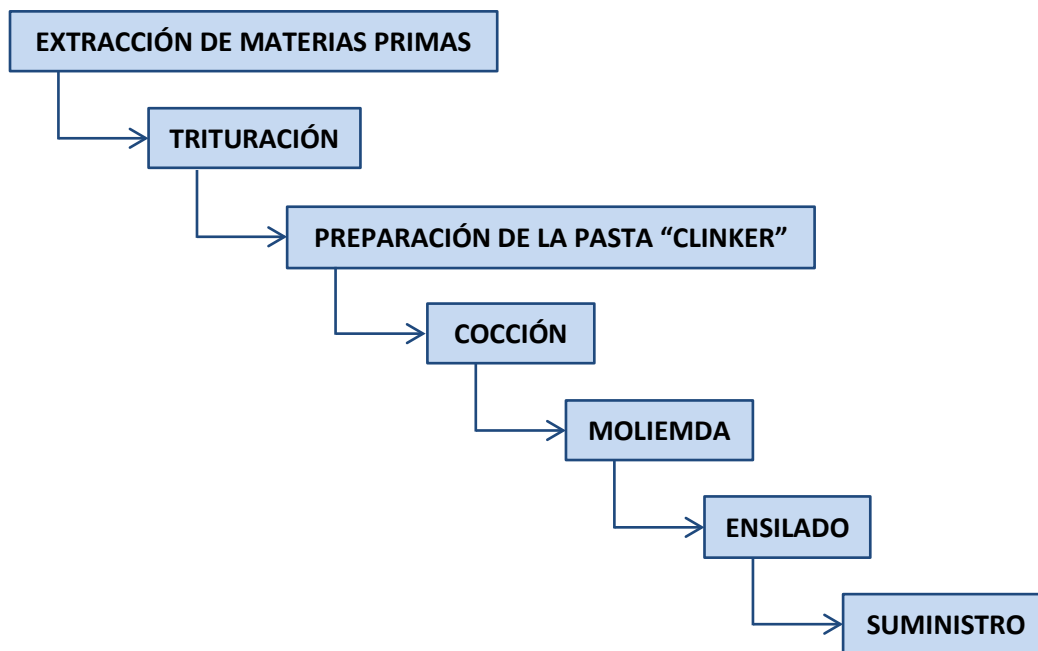 EXTRACCIÓN DE MATERIAS PRIMAS
TRITURACIÓN
PREPARACIÓN DE LA PASTA “CLINKER”
COCCIÓN
MOLIEMDA
ENSILADO
SUMINISTRO